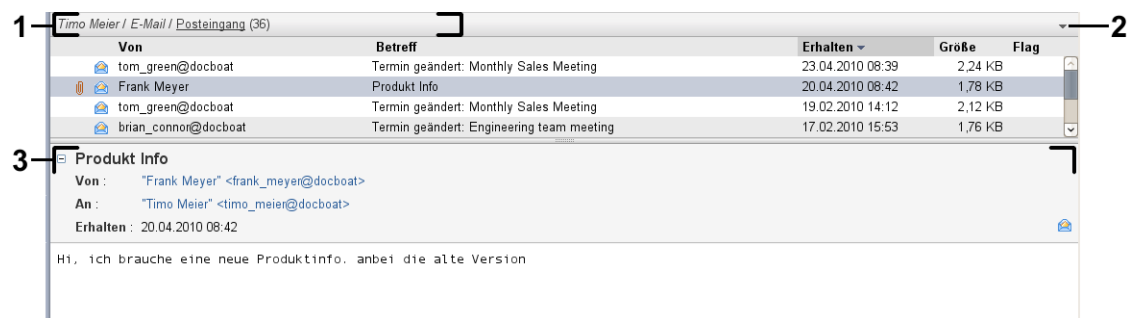 1 Timo Meier / E-Mail / Posteingang (36) 2
Von Betreff Erhalten Größe Flag
tom_green@docboat Termin geändert: Monthly Sales Meeting 23.04.2010 08:39 2,24 KB
Frank Meyer Produkt Info 20.04.2010 08:42 1,78 KB
tom_green@docboat Termin geändert: Monthly Sales Meeting 19.02.2010 14:12 2,12 KB
brian_connor@docboat Termin geändert: Engineering team meeting 17.02.2010 15:53 1,76 KB
3 Produkt Info
Von : "Frank Meyer" <frank_meyer@docboat>
An : "Timo Meier" <timo_meier@docboat>
Erhalten : 20.04.2010 08:42
Hi, ich brauche eine neue Produktinfo. anbei die alte Version